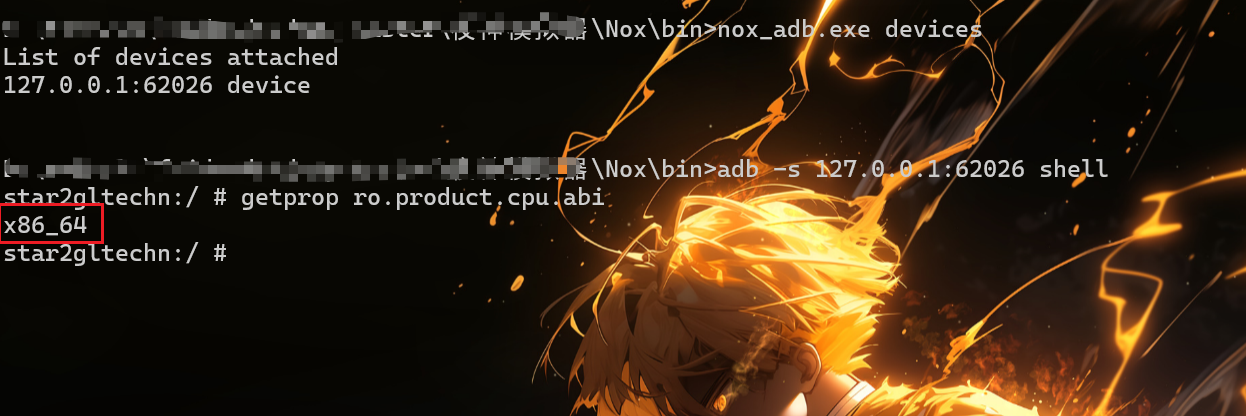 \Nox\bin>nox_adb.exe devices
List of devices attached
127.0.0.1:62026 device
\Nox\bin>adb -s 127.0.0.1:62026 shell
star2gltechn:/ # getprop ro.product.cpu.abi
x86_64
star2gltechn:/ #